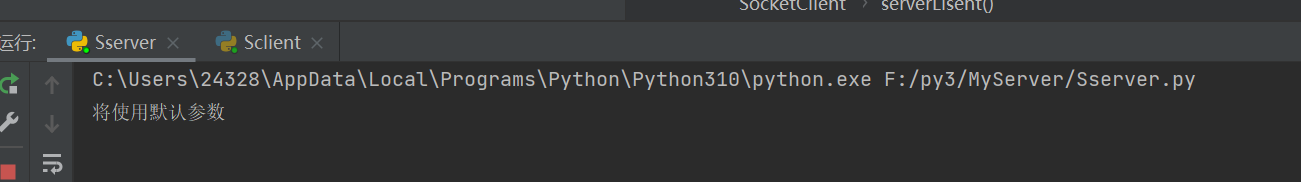 SocketClient > serverLisent()
运行: Sserver × Sclient ×
C:\Users\24328\AppData\Local\Programs\Python\Python310\python.exe F:/py3/MyServer/Sserver.py
将使用默认参数